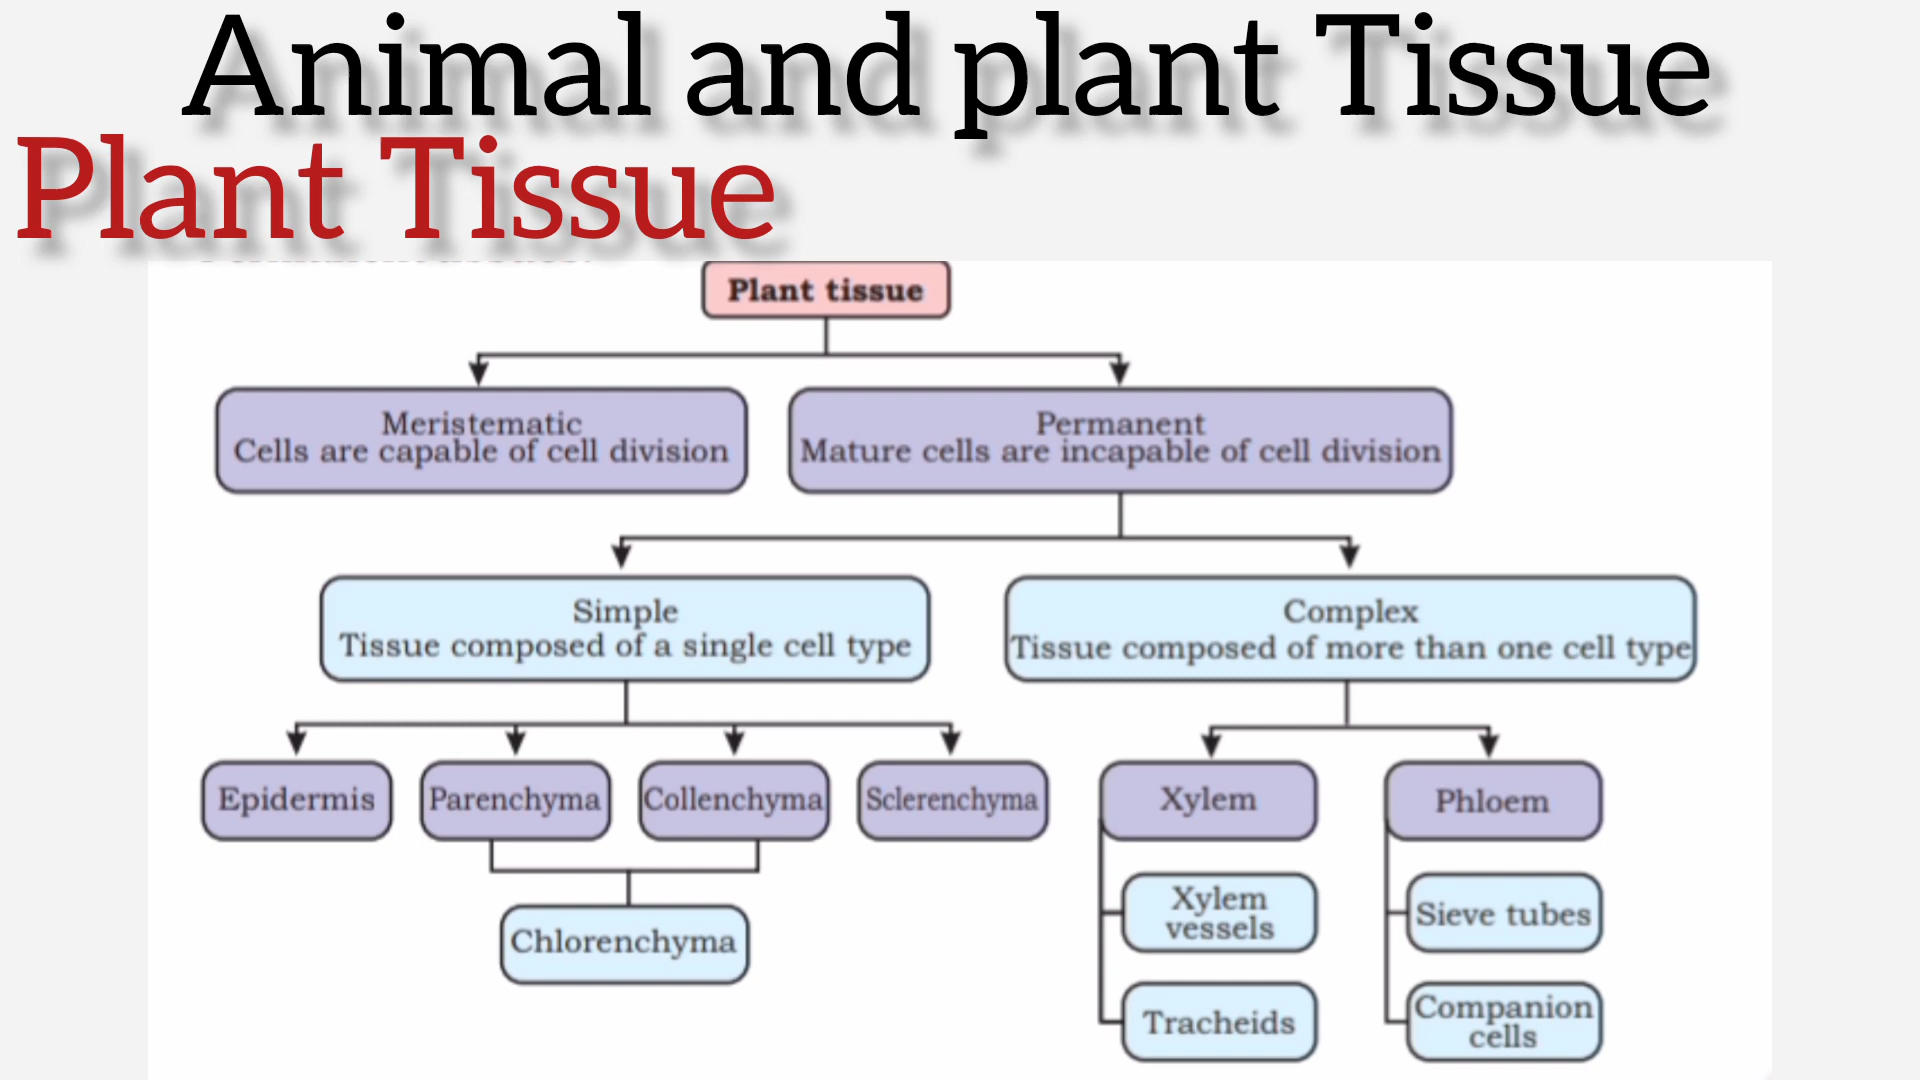 Animal and plant Tissue
Plant Tissue
Plant tissue
Meristematic
Cells are capable of cell division
Permanent
Mature cells are incapable of cell division
Simple
Tissue composed of a single cell type
Complex
Tissue composed of more than one cell type
Epidermis
Parenchyma
Collenchyma
Sclerenchyma
Xylem
Phloem
Chlorenchyma
Xylem
vessels
Sieve tubes
Tracheids
Companion
cells